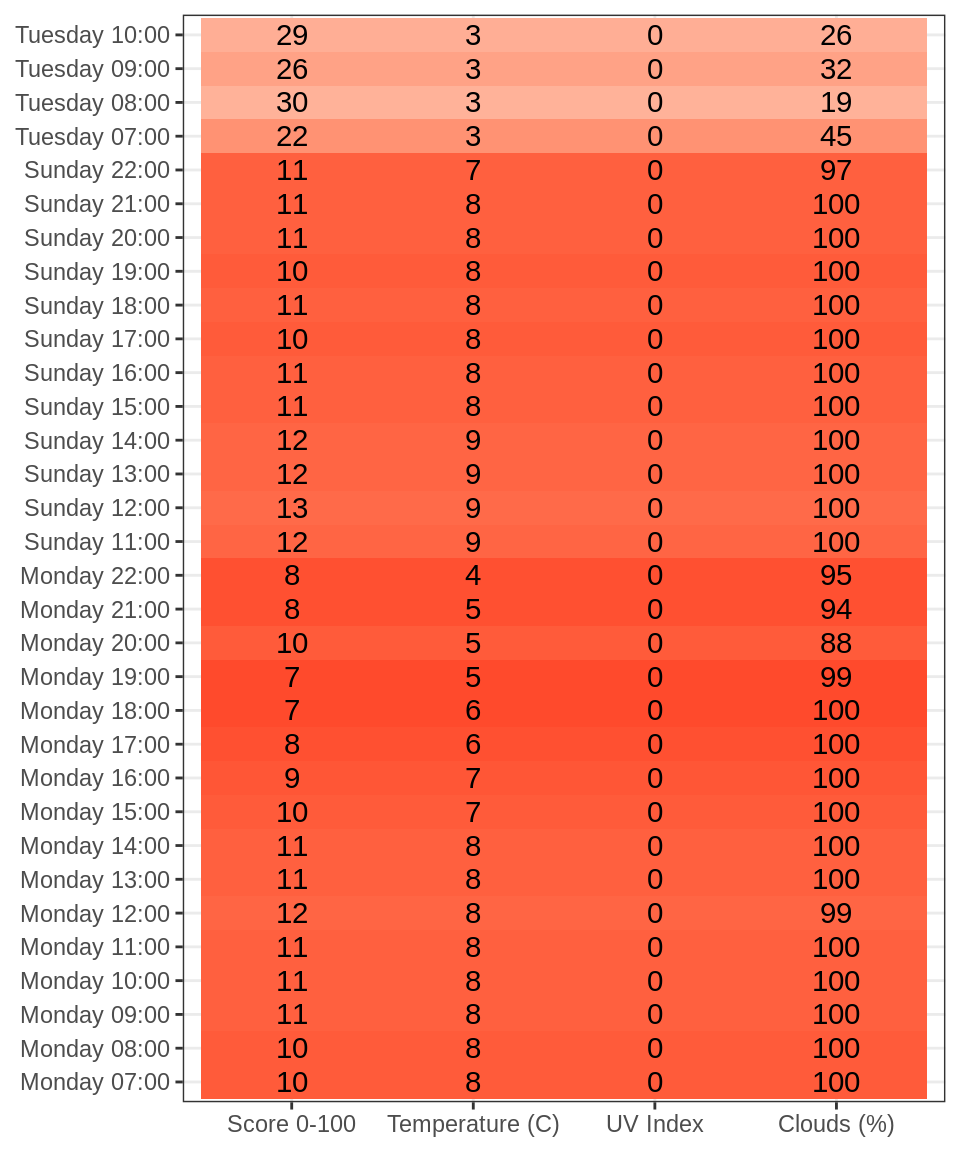 Tuesday 10:00 29 3 0 26
Tuesday 09:00 26 3 0 32
Tuesday 08:00 30 3 0 19
Tuesday 07:00 22 3 0 45
Sunday 22:00 11 7 0 97
Sunday 21:00 11 8 0 100
Sunday 20:00 11 8 0 100
Sunday 19:00 10 8 0 100
Sunday 18:00 11 8 0 100
Sunday 17:00 10 8 0 100
Sunday 16:00 11 8 0 100
Sunday 15:00 11 8 0 100
Sunday 14:00 12 9 0 100
Sunday 13:00 12 9 0 100
Sunday 12:00 13 9 0 100
Sunday 11:00 12 9 0 100
Monday 22:00 8 4 0 95
Monday 21:00 8 5 0 94
Monday 20:00 10 5 0 88
Monday 19:00 7 5 0 99
Monday 18:00 7 6 0 100
Monday 17:00 8 6 0 100
Monday 16:00 9 7 0 100
Monday 15:00 10 7 0 100
Monday 14:00 11 8 0 100
Monday 13:00 11 8 0 100
Monday 12:00 12 8 0 99
Monday 11:00 11 8 0 100
Monday 10:00 11 8 0 100
Monday 09:00 11 8 0 100
Monday 08:00 10 8 0 100
Monday 07:00 10 8 0 100
Score 0-100 Temperature (C) UV Index Clouds (%)